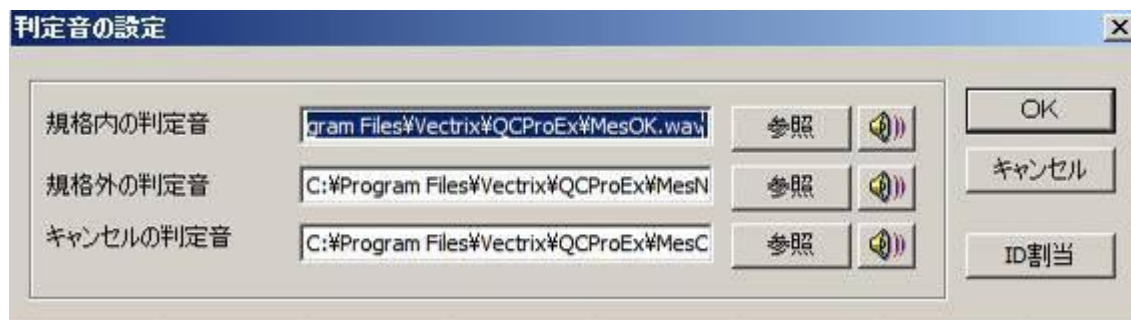 判定音の設定
規格内の判定音
gram Files¥Vectrix¥QCProEx¥MesOK.wav
参照
OK
規格外の判定音
C:¥Program Files¥Vectrix¥QCProEx¥MesN
参照
キャンセル
キャンセルの判定音
C:¥Program Files¥Vectrix¥QCProEx¥MesC
参照
ID割当